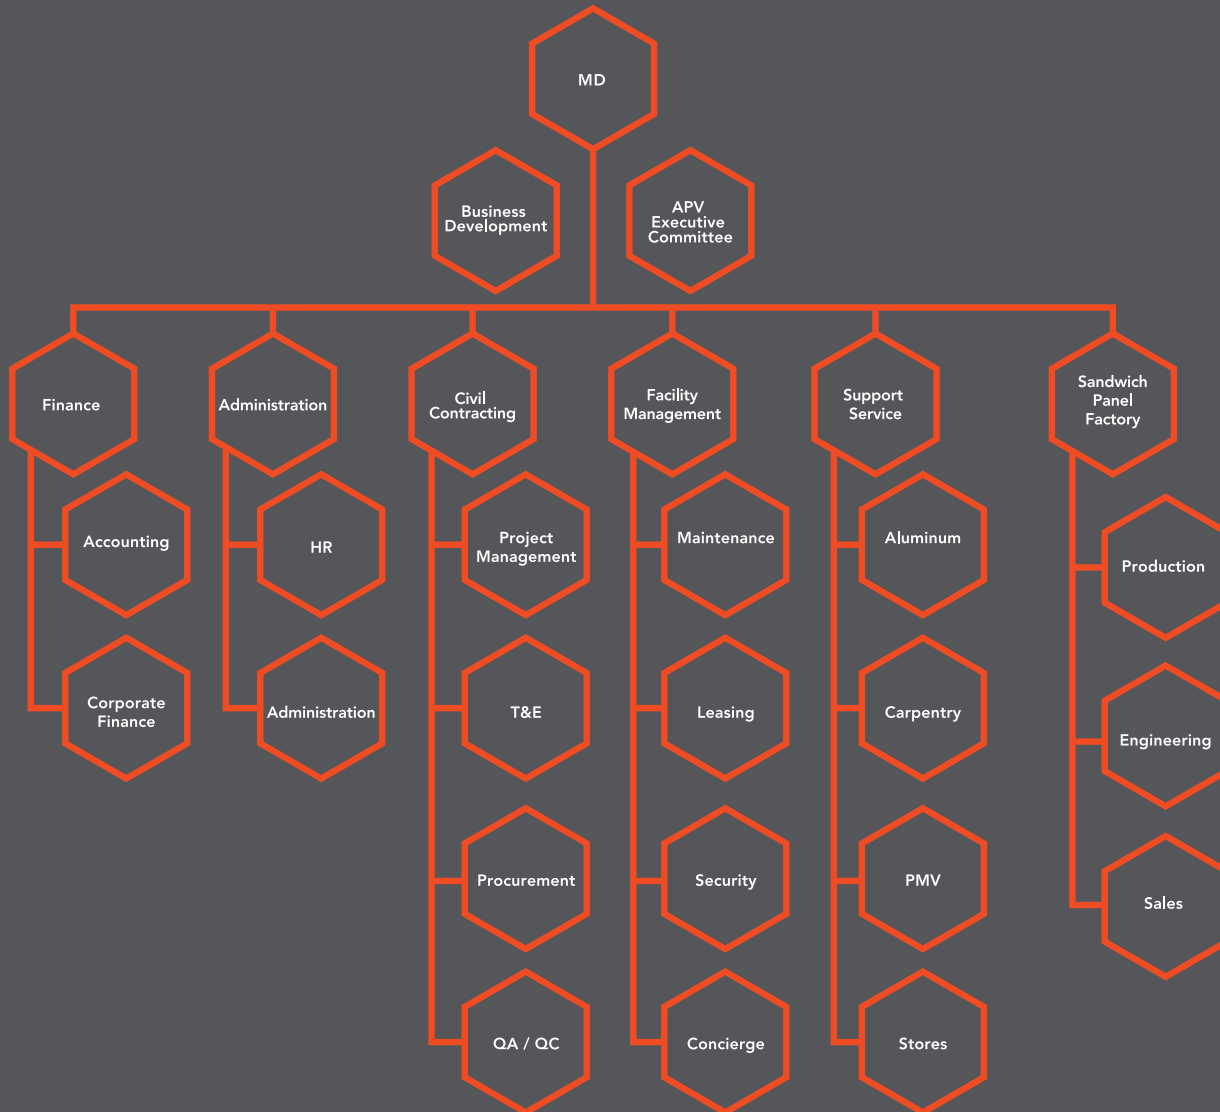 MD
Business
Development
APV
Executive
Committee
Finance
Administration
Civil
Contracting
Facility
Management
Support
Service
Sandwich
Panel
Factory
Accounting
HR
Project
Management
Maintenance
Aluminum
Production
Corporate
Finance
Administration
T&E
Leasing
Carpentry
Engineering
Procurement
Security
PMV
Sales
QA / QC
Concierge
Stores